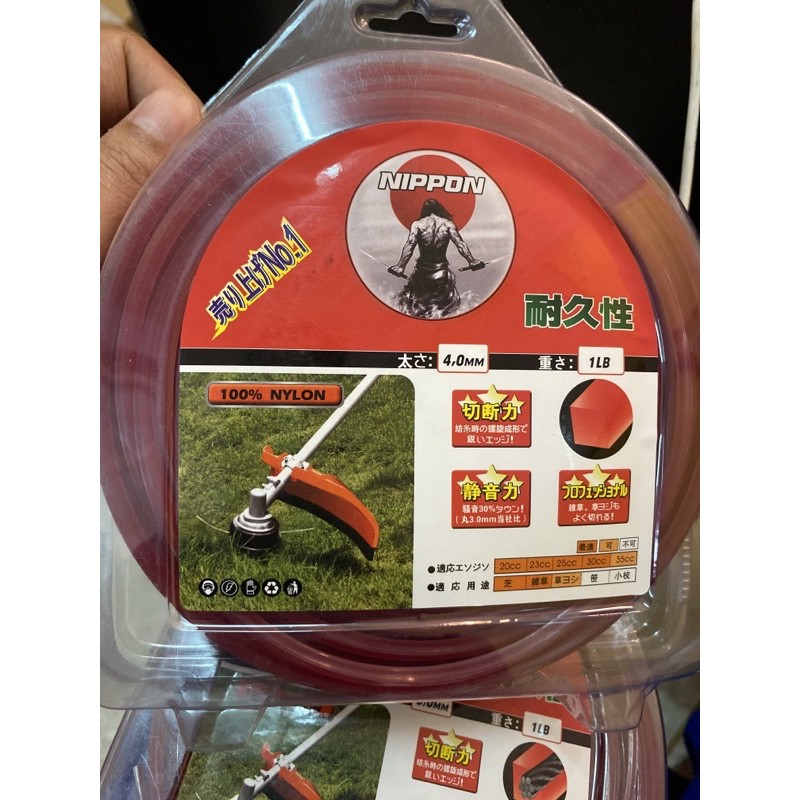 NIPPON
売り上げNo.1
耐久性
太さ: 4,0MM 重さ: 1LB
100% NYLON
切断力
紡糸時の螺旋成形で
鋭いエッジ!
静音力
騒音30%タウン!
(丸3.0mm当社比)
プロフェッショナル
雑草。草ヨジも
よく切れる!
最適 可 不可
●適応エンジソ 20cc 23cc 25cc 30cc 35cc
●適応用途 芝 雑草 草ヨシ 笹 小枝
重さ: 1LB
切断力
紡糸時の螺旋成形で
鋭いエッジ!